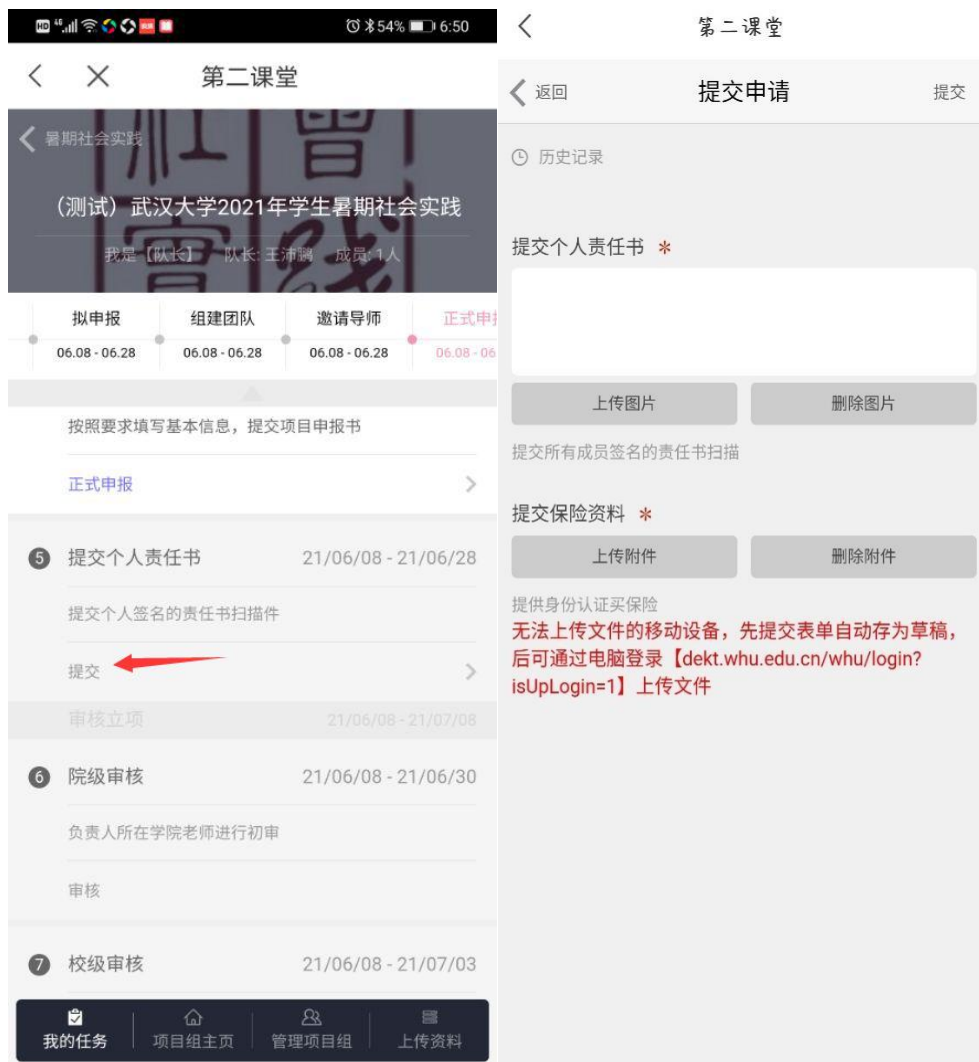 HD 46 54% 6:50
第二课堂
暑期社会实践
（测试）武汉大学2021年学生暑期社会实践
我是【队长】 队长: 王沛鹏 成员: 1人
拟申报 组建团队 邀请导师 正式申报
06.08 - 06.28 06.08 - 06.28 06.08 - 06.28 06.08 - 06
按照要求填写基本信息，提交项目申报书
正式申报
5 提交个人责任书 21/06/08 - 21/06/28
提交个人签名的责任书扫描件
提交
审核立项 21/06/08 - 21/07/08
6 院级审核 21/06/08 - 21/06/30
负责人所在学院老师进行初审
审核
7 校级审核 21/06/08 - 21/07/03
我的任务 项目组主页 管理项目组 上传资料
第二课堂
返回 提交申请 提交
历史记录
提交个人责任书 *
上传图片 删除图片
提交所有成员签名的责任书扫描
提交保险资料 *
上传附件 删除附件
提供身份认证买保险
无法上传文件的移动设备，先提交表单自动存为草稿，
后可通过电脑登录【dekt.whu.edu.cn/whu/login?
isUpLogin=1】上传文件